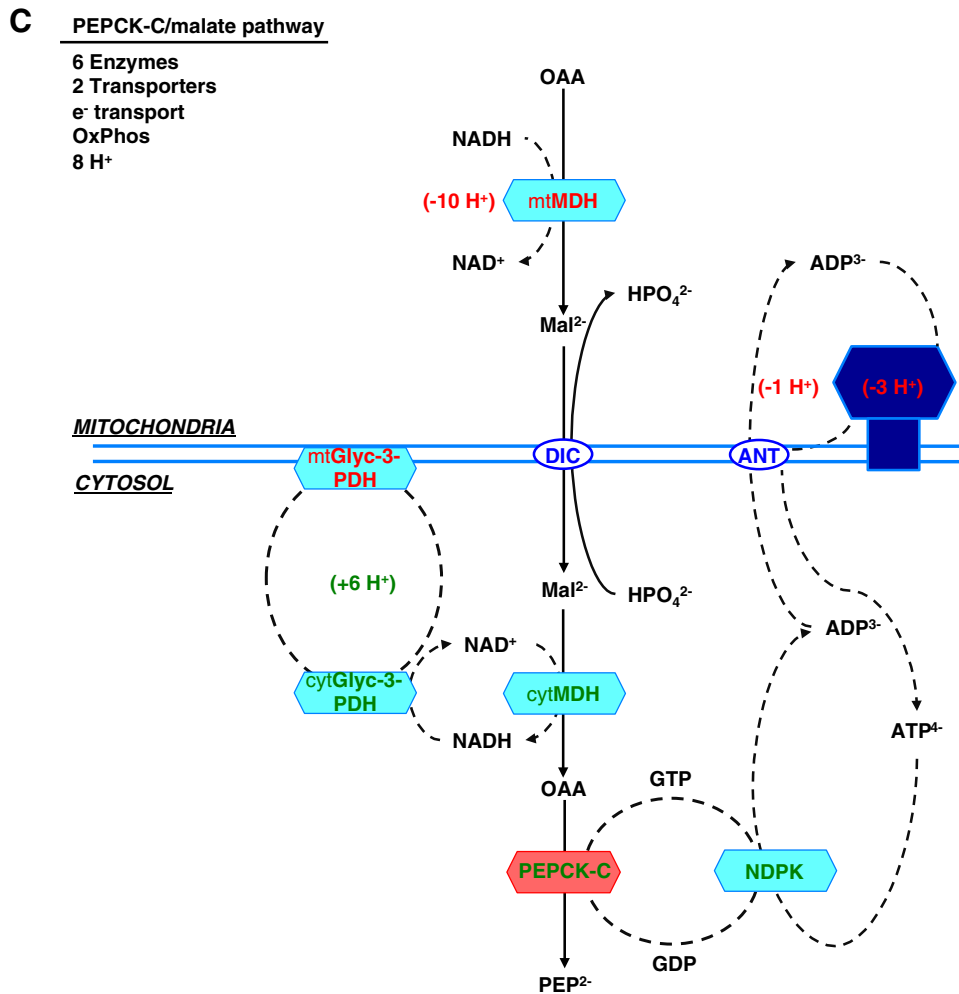 C
PEPCK-C/malate pathway
6 Enzymes
2 Transporters
e⁻ transport
OxPhos
8 H⁺
OAA
NADH
(-10 H⁺)
mtMDH
NAD⁺
ADP³⁻
HPO₄²⁻
Mal²⁻
(-1 H⁺)
(-3 H⁺)
MITOCHONDRIA
mtGlyc-3-
PDH
DIC
ANT
CYTOSOL
(+6 H⁺)
Mal²⁻
HPO₄²⁻
ADP³⁻
NAD⁺
cytGlyc-3-
PDH
cytMDH
NADH
ATP⁴⁻
OAA
GTP
PEPCK-C
NDPK
GDP
PEP²⁻